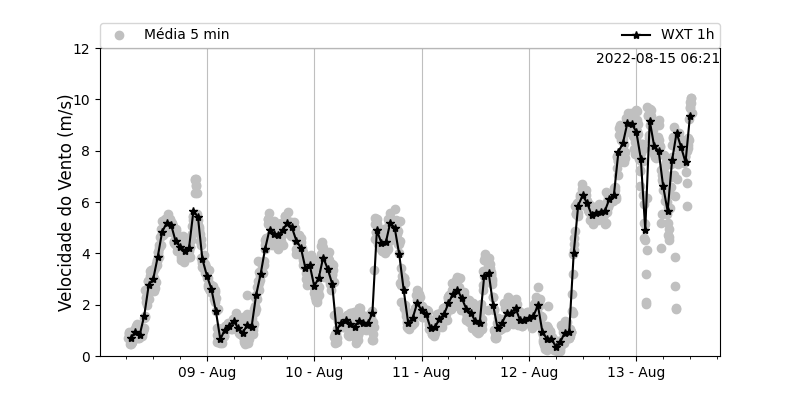 Média 5 min
WXT 1h
2022-08-15 06:21
Velocidade do Vento (m/s)
12
10
8
6
4
2
0
09 - Aug
10 - Aug
11 - Aug
12 - Aug
13 - Aug